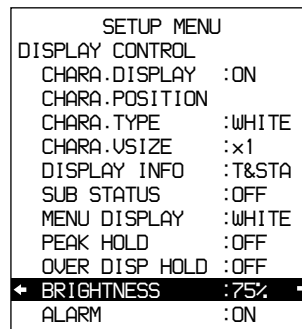 SETUP MENU
DISPLAY CONTROL
CHARA.DISPLAY :ON
CHARA.POSITION
CHARA.TYPE :WHITE
CHARA.VSIZE :x1
DISPLAY INFO :T&STA
SUB STATUS :OFF
MENU DISPLAY :WHITE
PEAK HOLD :OFF
OVER DISP HOLD :OFF
BRIGHTNESS :75%
ALARM :ON